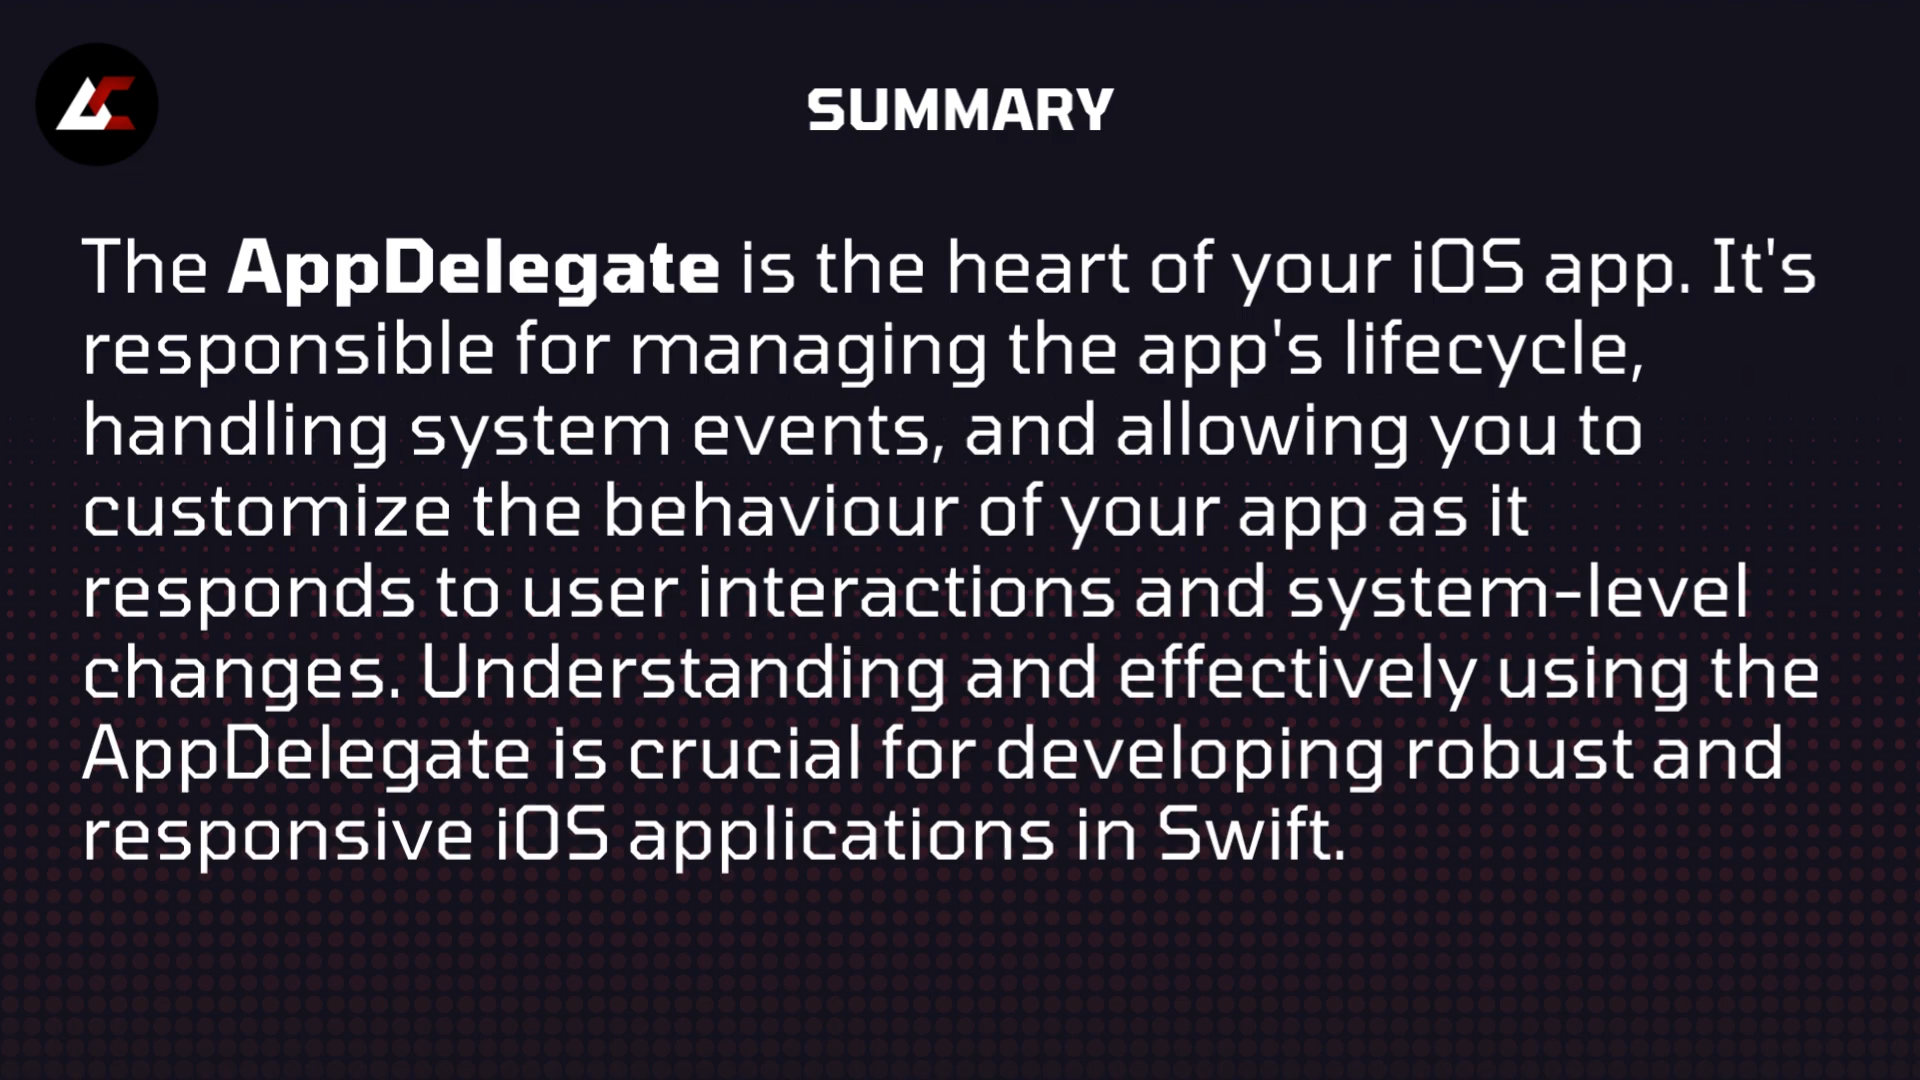 SUMMARY
The AppDelegate is the heart of your iOS app. It's
responsible for managing the app's lifecycle,
handling system events, and allowing you to
customize the behaviour of your app as it
responds to user interactions and system-level
changes. Understanding and effectively using the
AppDelegate is crucial for developing robust and
responsive iOS applications in Swift.